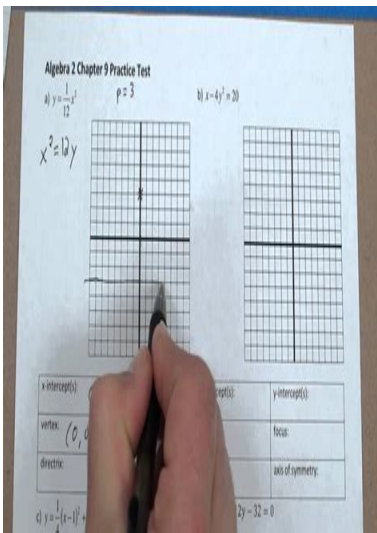 Algebra 2 Chapter 9 Practice Test
a) y = 1/12 x² p = 3 b) x - 4y² = 20
x² = 12y
x-intercept(s): y-intercept(s):
vertex: (0, focus:
directrix: axis of symmetry:
c) y = 1/4 (x - 1)² + 2y - 32 = 0